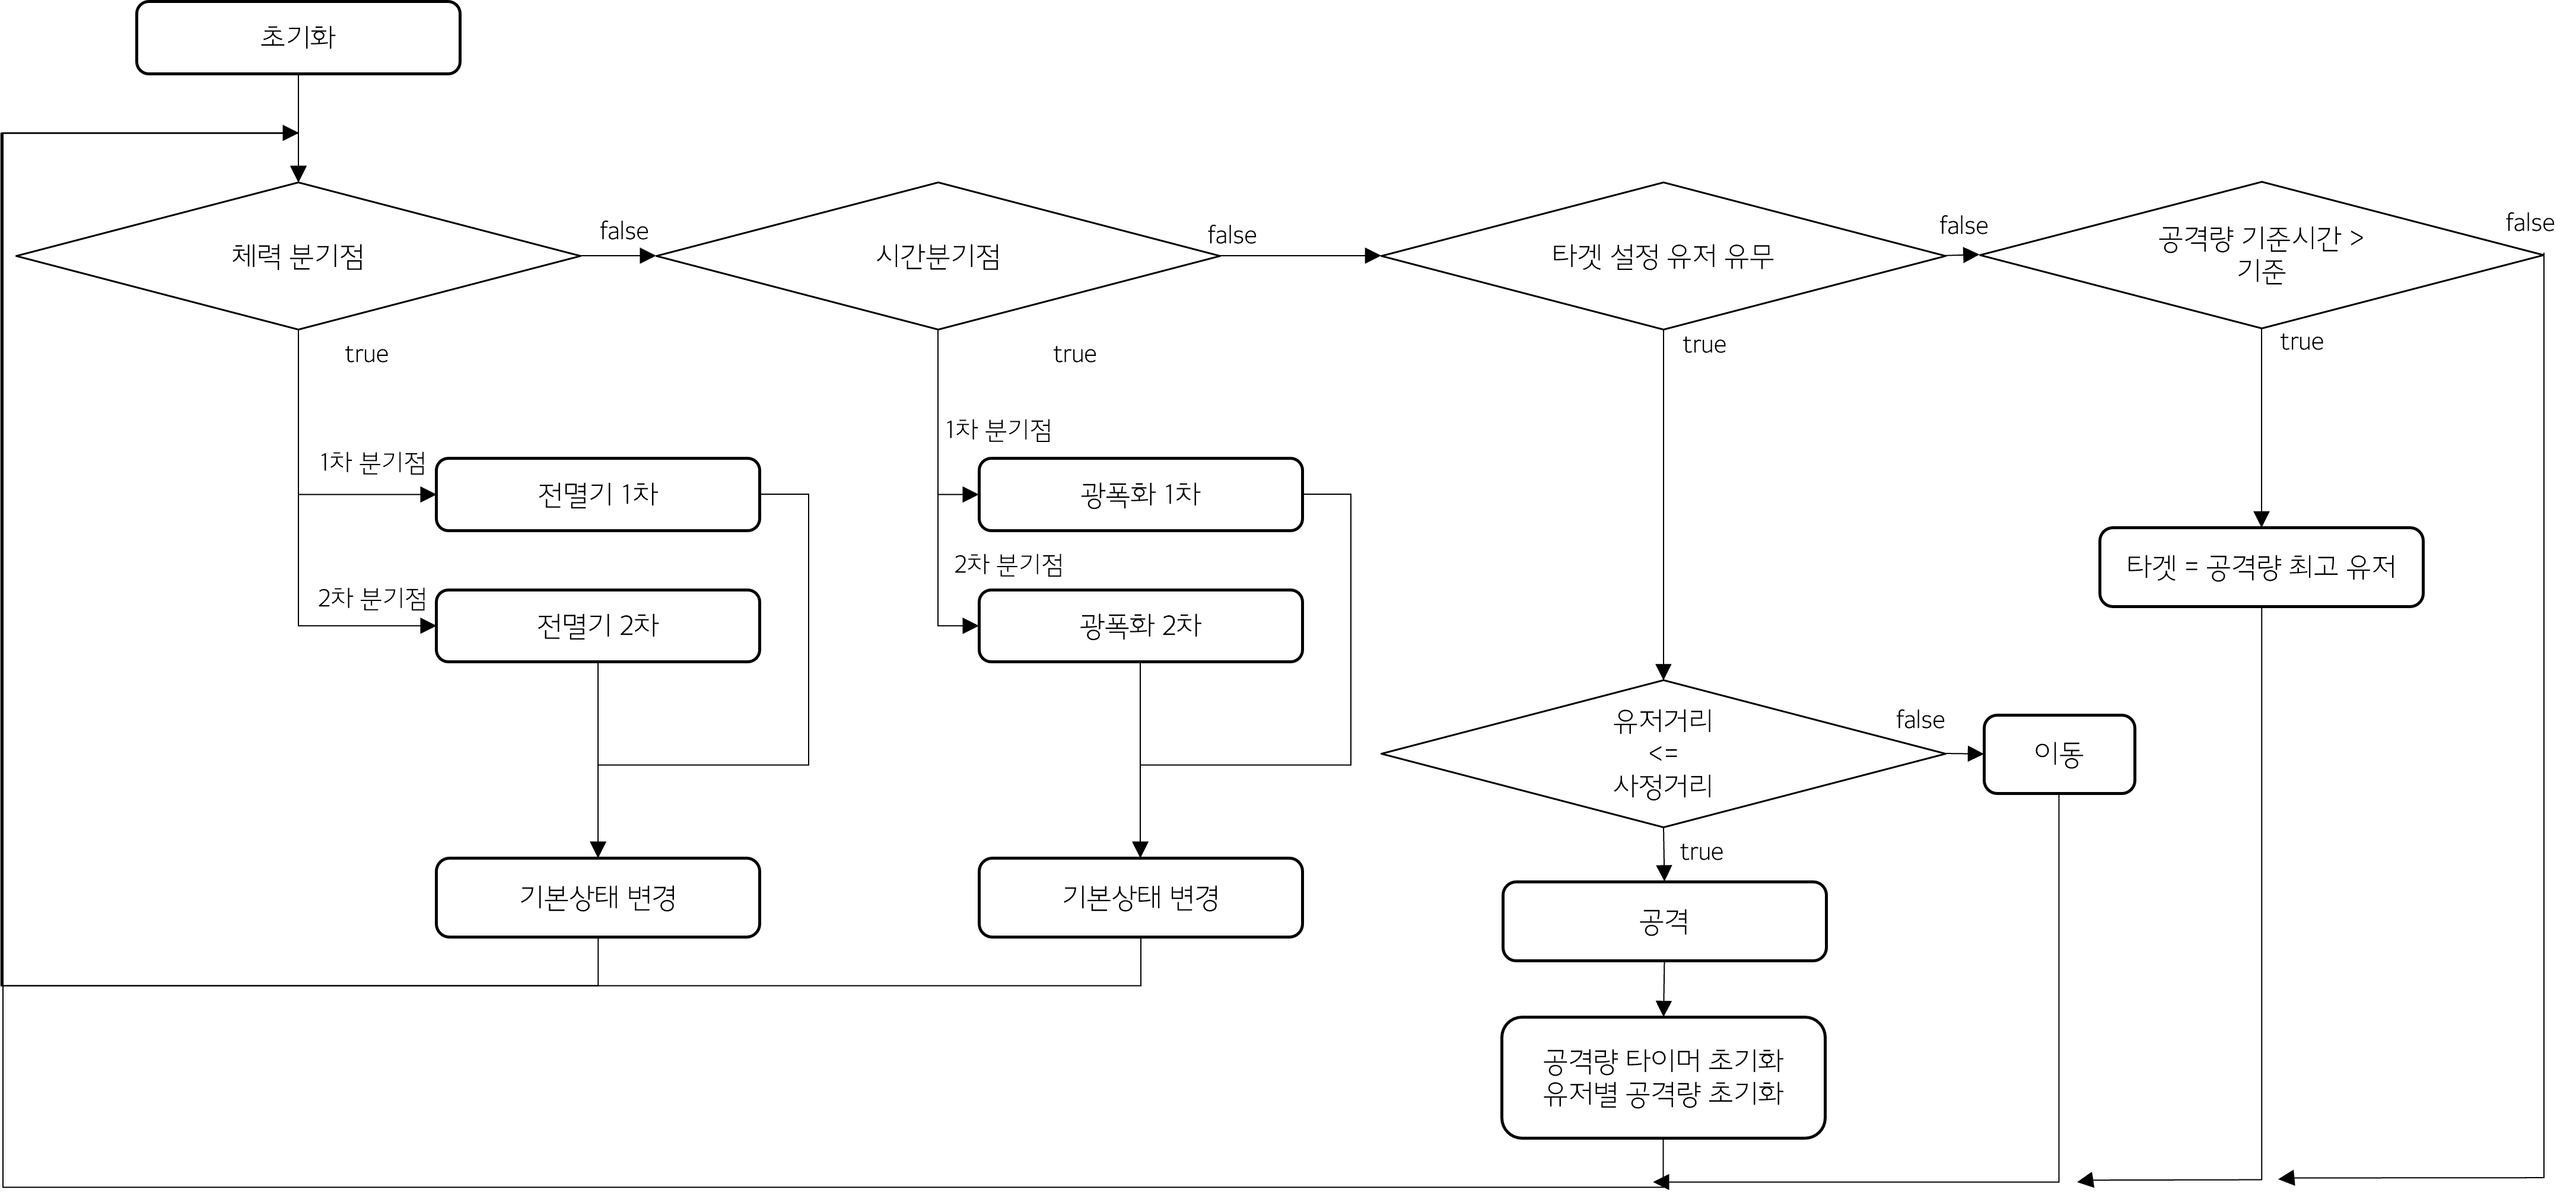 초기화
체력 분기점
false
시간분기점
false
타겟 설정 유저 유무
false
공격량 기준시간 >
기준
false
true
true
true
true
1차 분기점
전멸기 1차
2차 분기점
전멸기 2차
기본상태 변경
1차 분기점
광폭화 1차
2차 분기점
광폭화 2차
기본상태 변경
유저거리
<=
사정거리
false
이동
true
공격
공격량 타이머 초기화
유저별 공격량 초기화
타겟 = 공격량 최고 유저